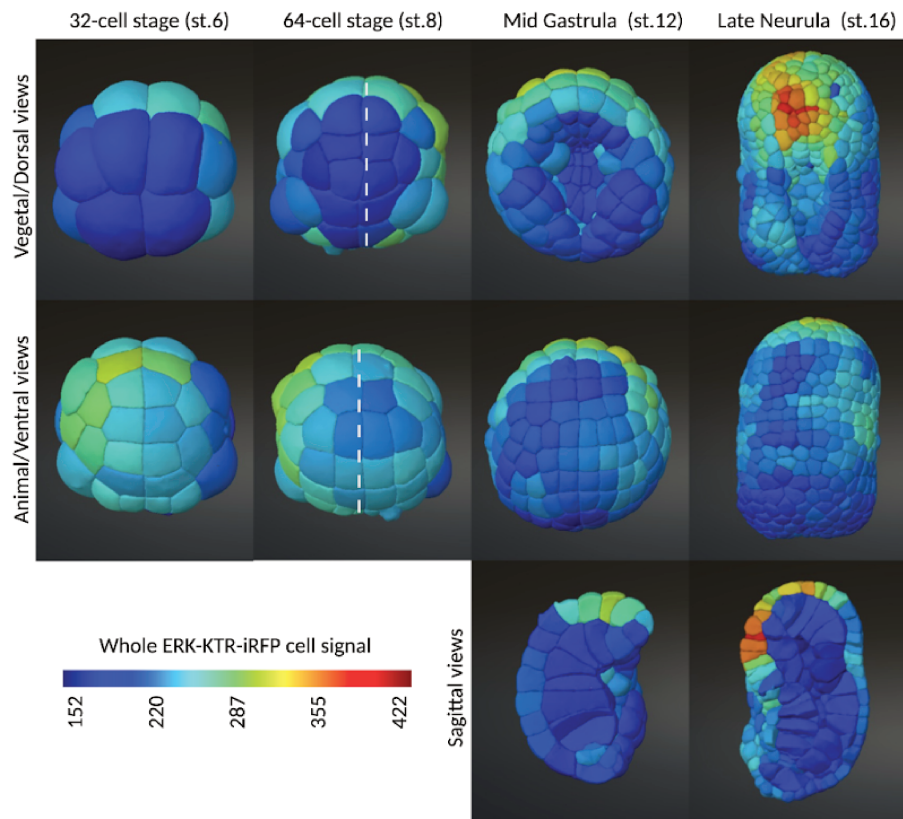 32-cell stage (st.6)
64-cell stage (st.8)
Mid Gastrula (st.12)
Late Neurula (st.16)
Vegetal/Dorsal views
Animal/Ventral views
Sagittal views
Whole ERK-KTR-iRFP cell signal
152
220
287
355
422